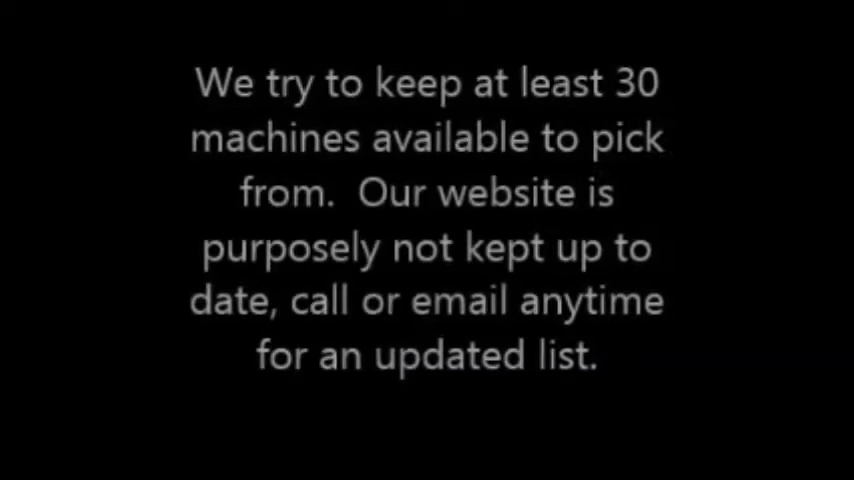 We try to keep at least 30
machines available to pick
from.  Our website is
purposely not kept up to
date, call or email anytime
for an updated list.